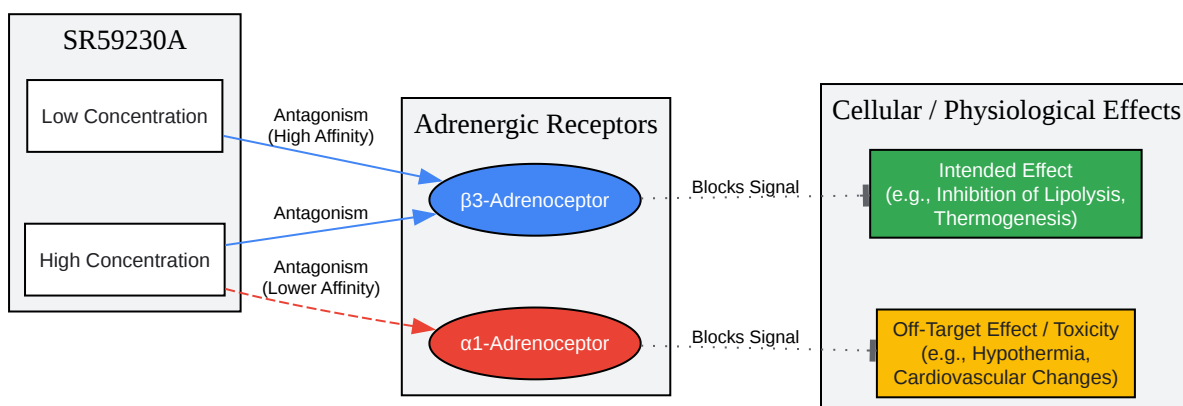 SR59230A
Low Concentration
High Concentration
Antagonism
(High Affinity)
Antagonism
Antagonism
(Lower Affinity)
Adrenergic Receptors
β3-Adrenoceptor
α1-Adrenoceptor
Blocks Signal
Blocks Signal
Cellular / Physiological Effects
Intended Effect
(e.g., Inhibition of Lipolysis,
Thermogenesis)
Off-Target Effect / Toxicity
(e.g., Hypothermia,
Cardiovascular Changes)